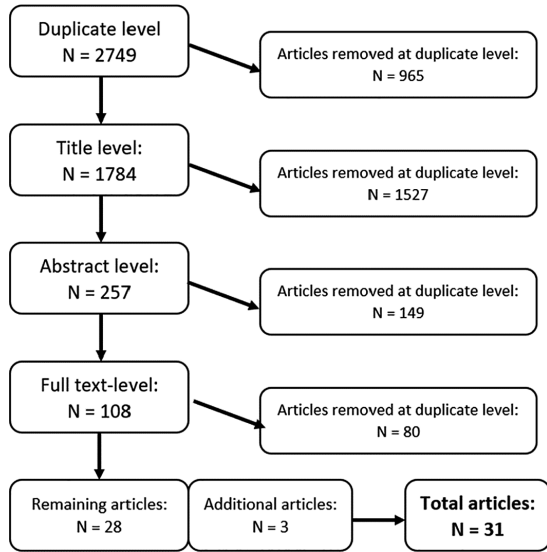 Duplicate level
N = 2749
Articles removed at duplicate level:
N = 965
Title level:
N = 1784
Articles removed at duplicate level:
N = 1527
Abstract level:
N = 257
Articles removed at duplicate level:
N = 149
Full text-level:
N = 108
Articles removed at duplicate level:
N = 80
Remaining articles:
N = 28
Additional articles:
N = 3
Total articles:
N = 31